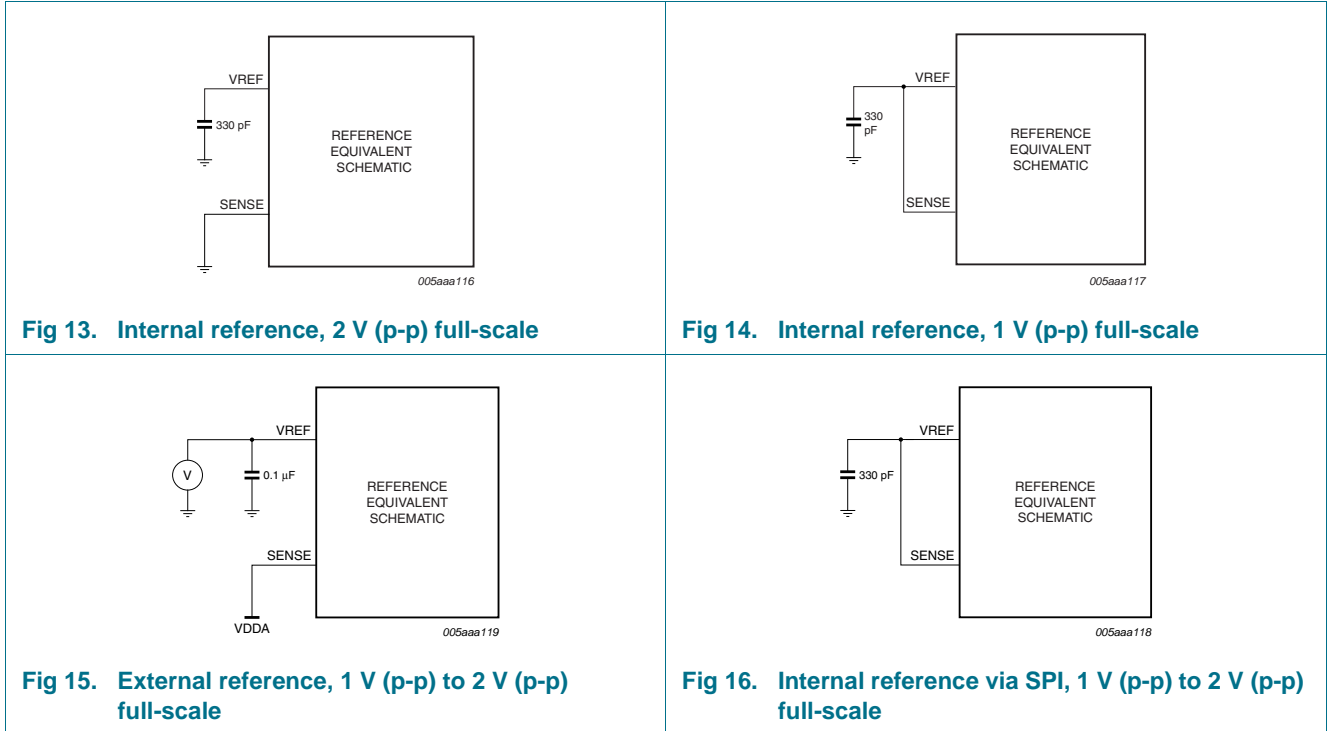 VREF
330 pF
REFERENCE
EQUIVALENT
SCHEMATIC
SENSE
005aaa116
Fig 13. Internal reference, 2 V (p-p) full-scale
VREF
330
pF
REFERENCE
EQUIVALENT
SCHEMATIC
SENSE
005aaa117
Fig 14. Internal reference, 1 V (p-p) full-scale
VREF
V
0.1 μF
REFERENCE
EQUIVALENT
SCHEMATIC
SENSE
VDDA
005aaa119
Fig 15. External reference, 1 V (p-p) to 2 V (p-p)
full-scale
VREF
330 pF
REFERENCE
EQUIVALENT
SCHEMATIC
SENSE
005aaa118
Fig 16. Internal reference via SPI, 1 V (p-p) to 2 V (p-p)
full-scale